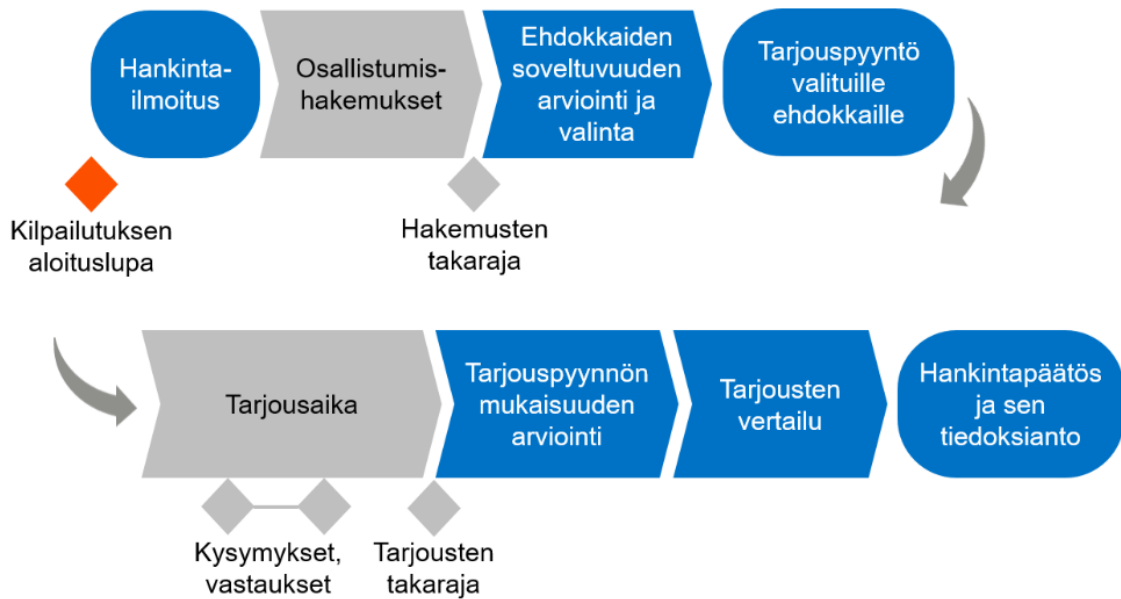 Hankinta-
ilmoitus
Osallistumis-
hakemukset
Ehdokkaiden
soveltuvuuden
arviointi ja
valinta
Tarjouspyyntö
valituille
ehdokkaille
Kilpailutuksen
aloituslupa
Hakemusten
takaraja
Tarjousaika
Tarjouspyynnön
mukaisuuden
arviointi
Tarjousten
vertailu
Hankintapäätös
ja sen
tiedoksianto
Kysymykset,
vastaukset
Tarjousten
takaraja